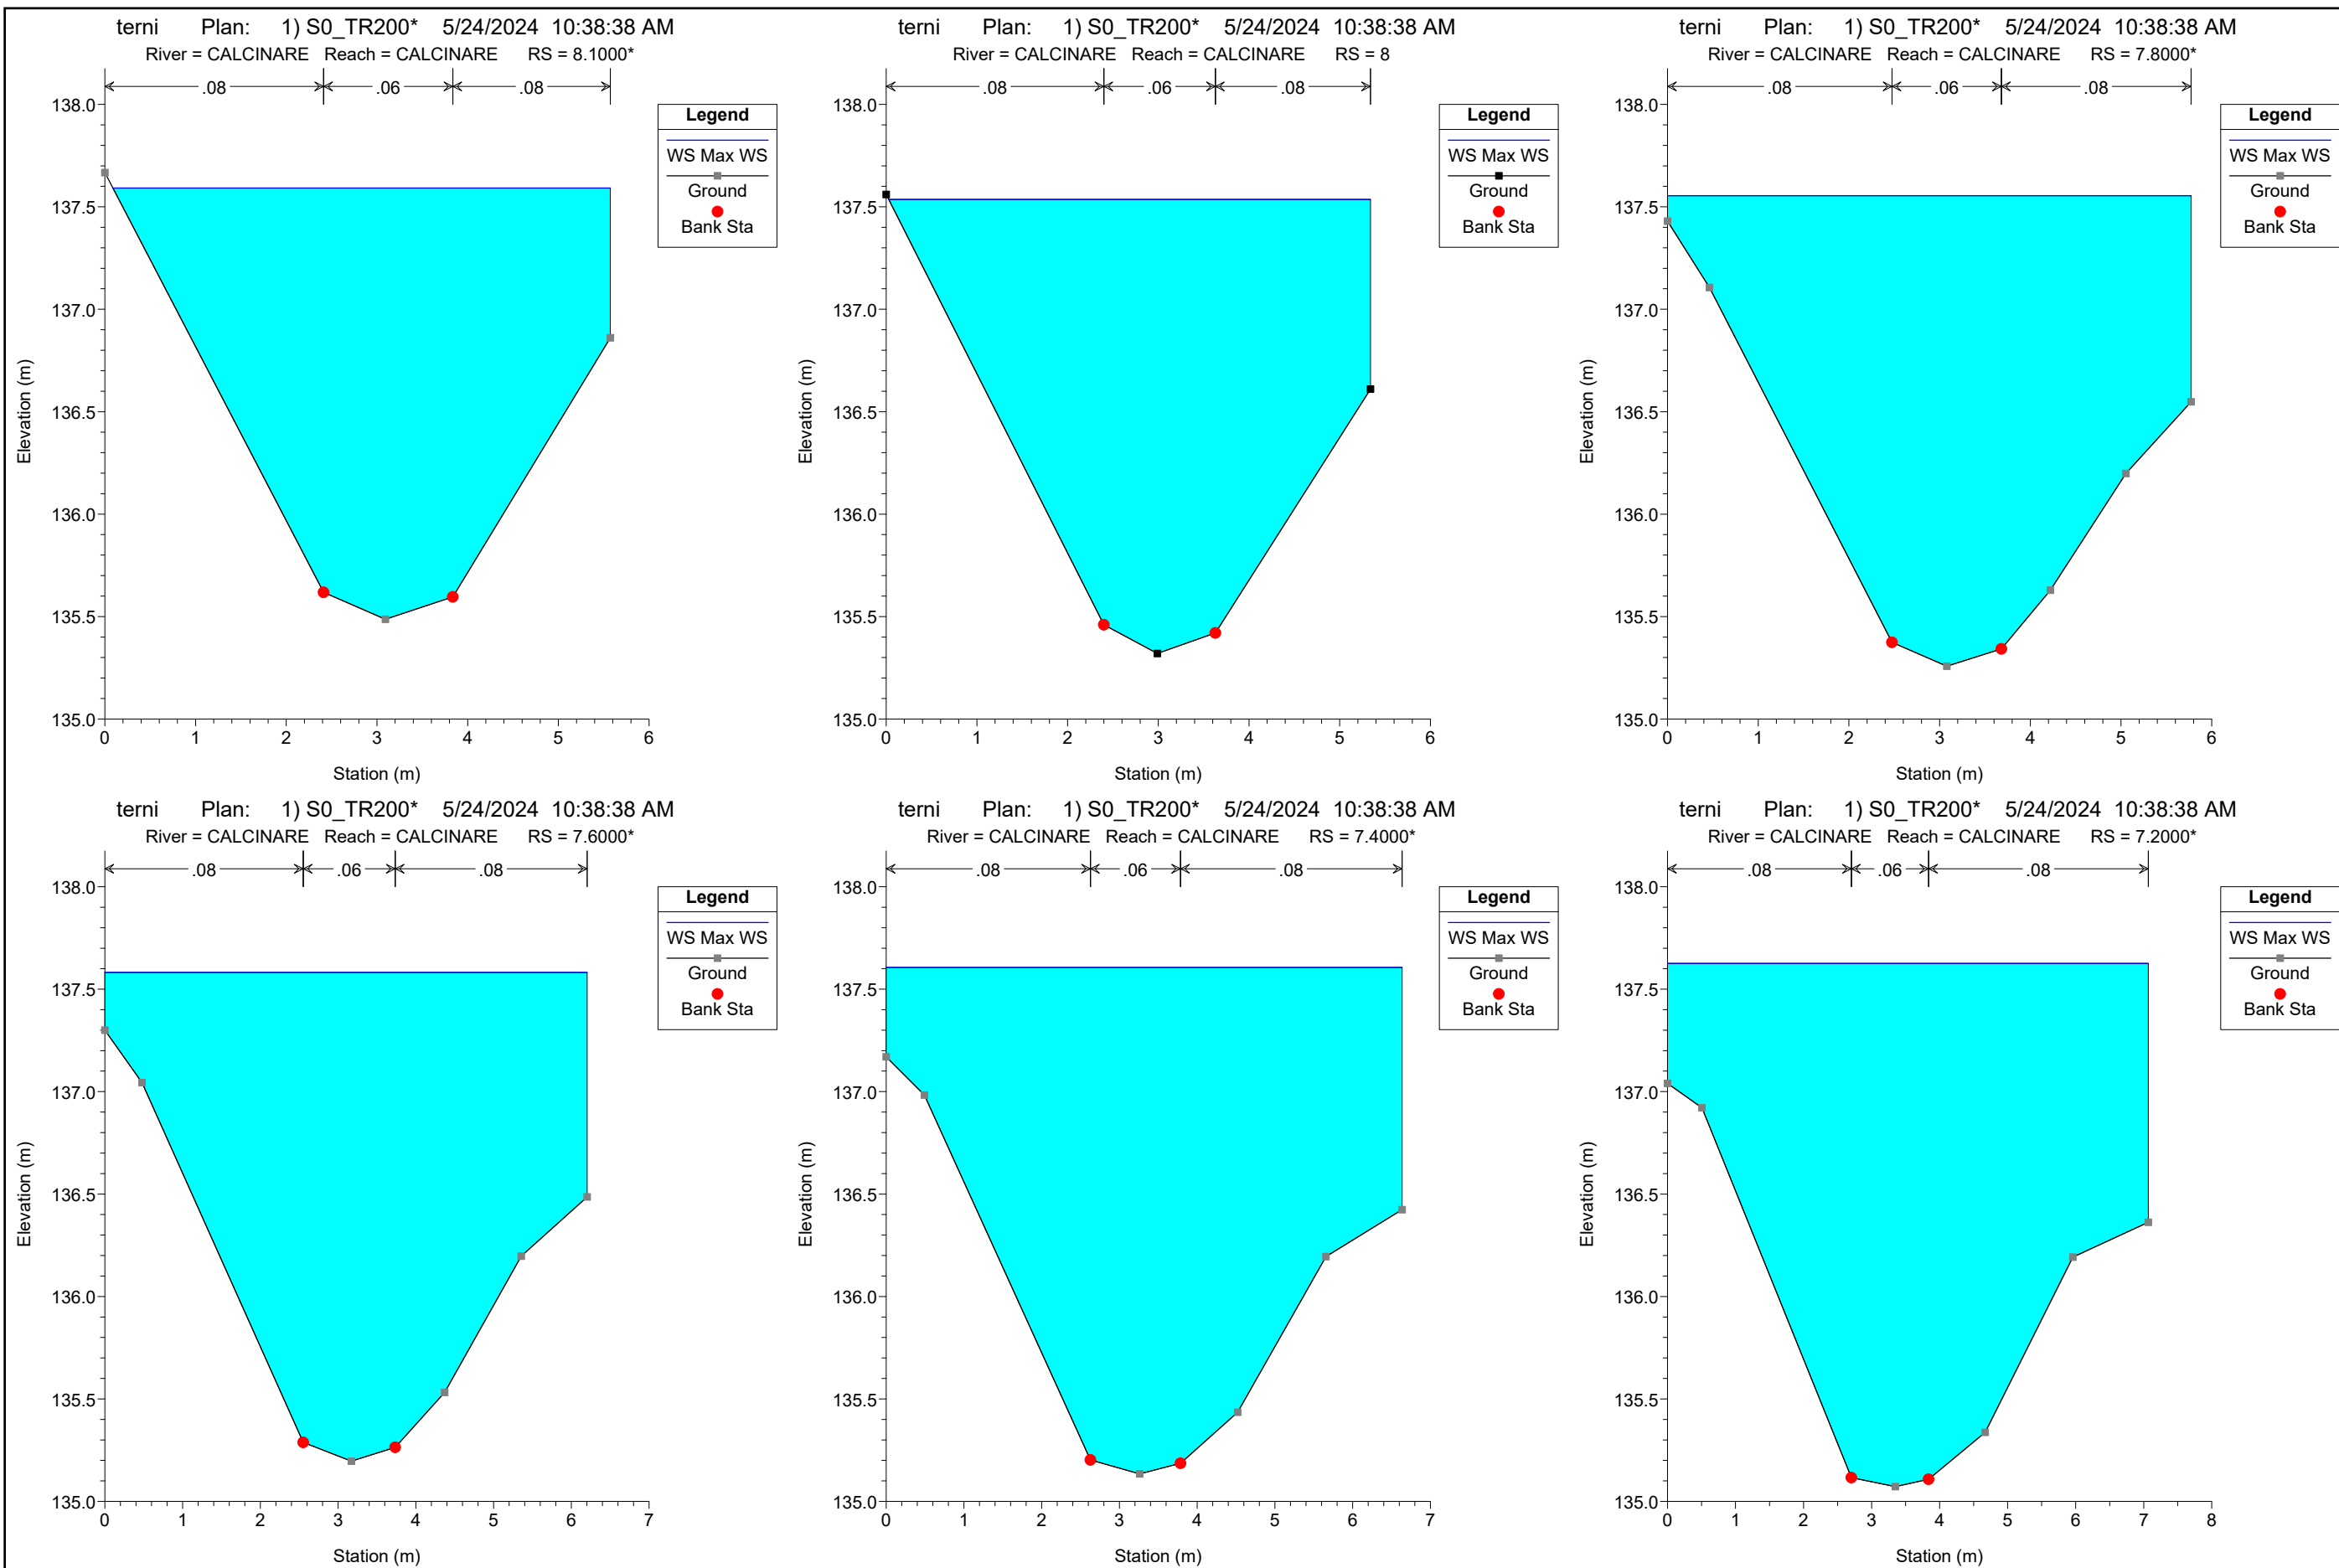 terni Plan: 1) S0_TR200* 5/24/2024 10:38:38 AM
River = CALCINARE Reach = CALCINARE RS = 8.1000*
.08 .06 .08
138.0
137.5
137.0
136.5
136.0
135.5
135.0
Elevation (m)
0 1 2 3 4 5 6
Station (m)
Legend
WS Max WS
Ground
Bank Sta
terni Plan: 1) S0_TR200* 5/24/2024 10:38:38 AM
River = CALCINARE Reach = CALCINARE RS = 8
.08 .06 .08
138.0
137.5
137.0
136.5
136.0
135.5
135.0
Elevation (m)
0 1 2 3 4 5 6
Station (m)
Legend
WS Max WS
Ground
Bank Sta
terni Plan: 1) S0_TR200* 5/24/2024 10:38:38 AM
River = CALCINARE Reach = CALCINARE RS = 7.8000*
.08 .06 .08
138.0
137.5
137.0
136.5
136.0
135.5
135.0
Elevation (m)
0 1 2 3 4 5 6
Station (m)
Legend
WS Max WS
Ground
Bank Sta
terni Plan: 1) S0_TR200* 5/24/2024 10:38:38 AM
River = CALCINARE Reach = CALCINARE RS = 7.6000*
.08 .06 .08
138.0
137.5
137.0
136.5
136.0
135.5
135.0
Elevation (m)
0 1 2 3 4 5 6 7
Station (m)
Legend
WS Max WS
Ground
Bank Sta
terni Plan: 1) S0_TR200* 5/24/2024 10:38:38 AM
River = CALCINARE Reach = CALCINARE RS = 7.4000*
.08 .06 .08
138.0
137.5
137.0
136.5
136.0
135.5
135.0
Elevation (m)
0 1 2 3 4 5 6 7
Station (m)
Legend
WS Max WS
Ground
Bank Sta
terni Plan: 1) S0_TR200* 5/24/2024 10:38:38 AM
River = CALCINARE Reach = CALCINARE RS = 7.2000*
.08 .06 .08
138.0
137.5
137.0
136.5
136.0
135.5
135.0
Elevation (m)
0 1 2 3 4 5 6 7 8
Station (m)
Legend
WS Max WS
Ground
Bank Sta